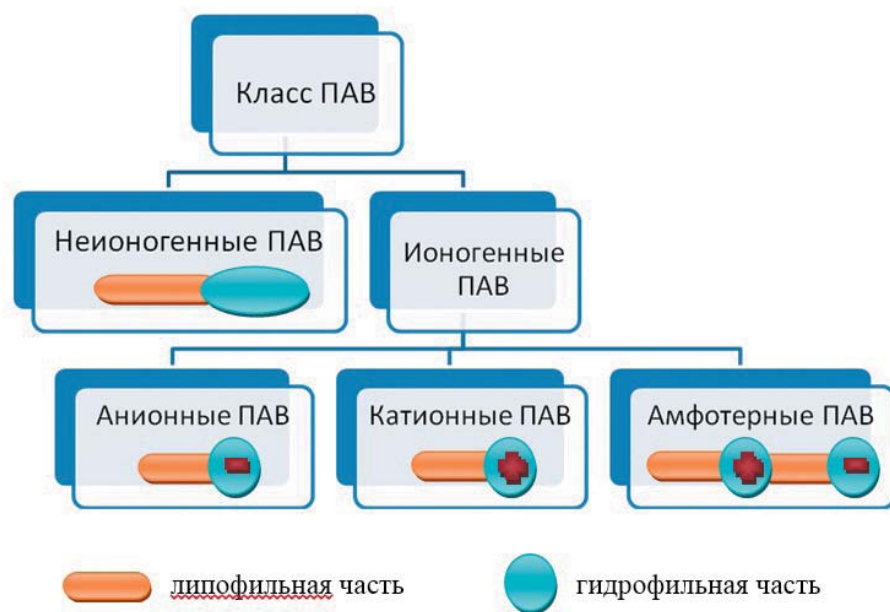 Класс ПАВ
Неионогенные ПАВ
Ионогенные
ПАВ
Анионные ПАВ
Катионные ПАВ
Амфотерные ПАВ
липофильная часть
гидрофильная часть